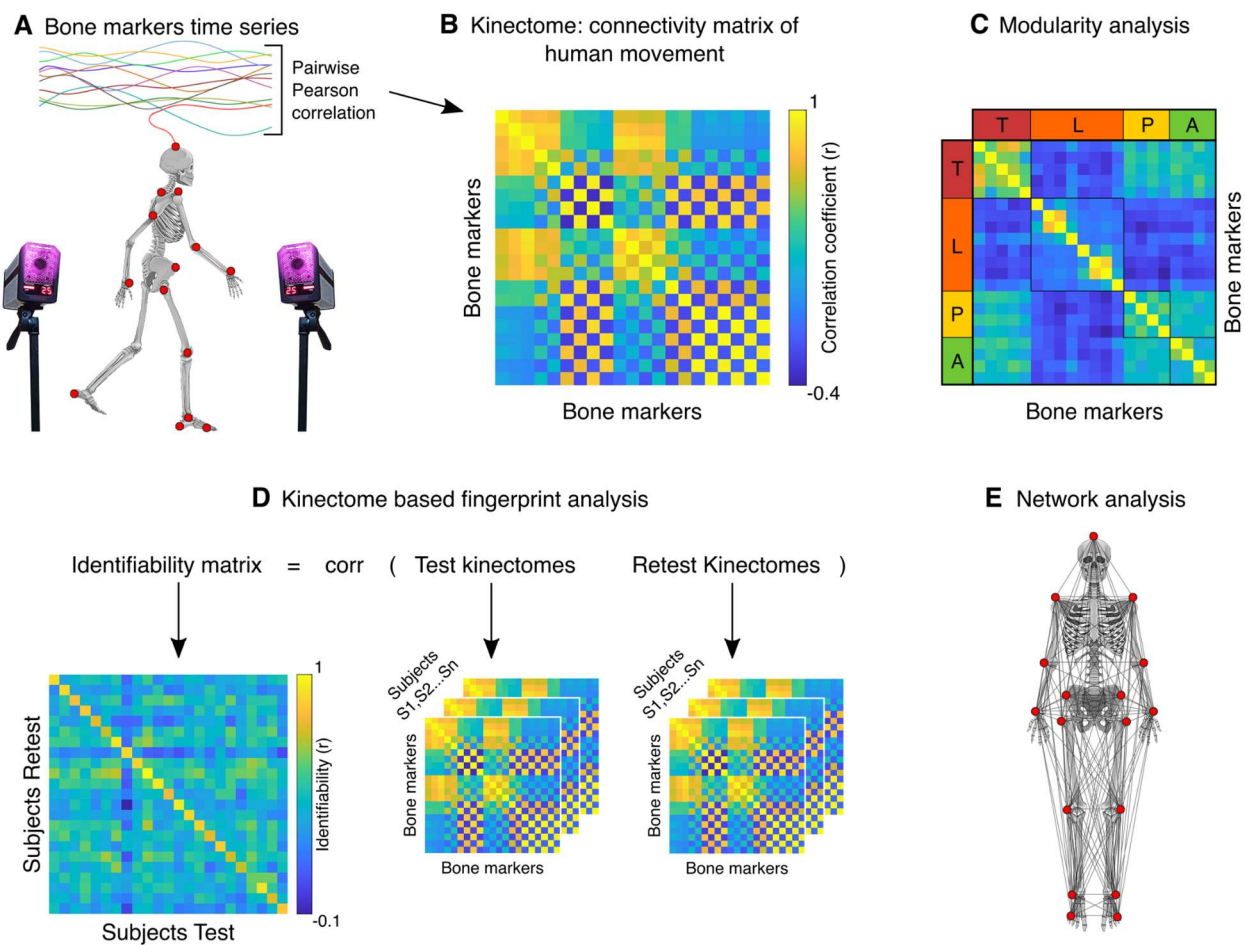 A Bone markers time series
Pairwise
Pearson
correlation
25 25
25 25
B Kinectome: connectivity matrix of
human movement
Bone markers
Bone markers
1
Correlation coefficient (r)
-0.4
C Modularity analysis
T L P A
T
L
P
A
Bone markers
Bone markers
D Kinectome based fingerprint analysis
Identifiability matrix = corr ( Test kinectomes Retest Kinectomes )
Subjects Retest
Subjects Test
1
Identifiability (r)
-0.1
Subjects
S1,S2...Sn
Bone markers
Bone markers
Subjects
S1,S2...Sn
Bone markers
Bone markers
E Network analysis